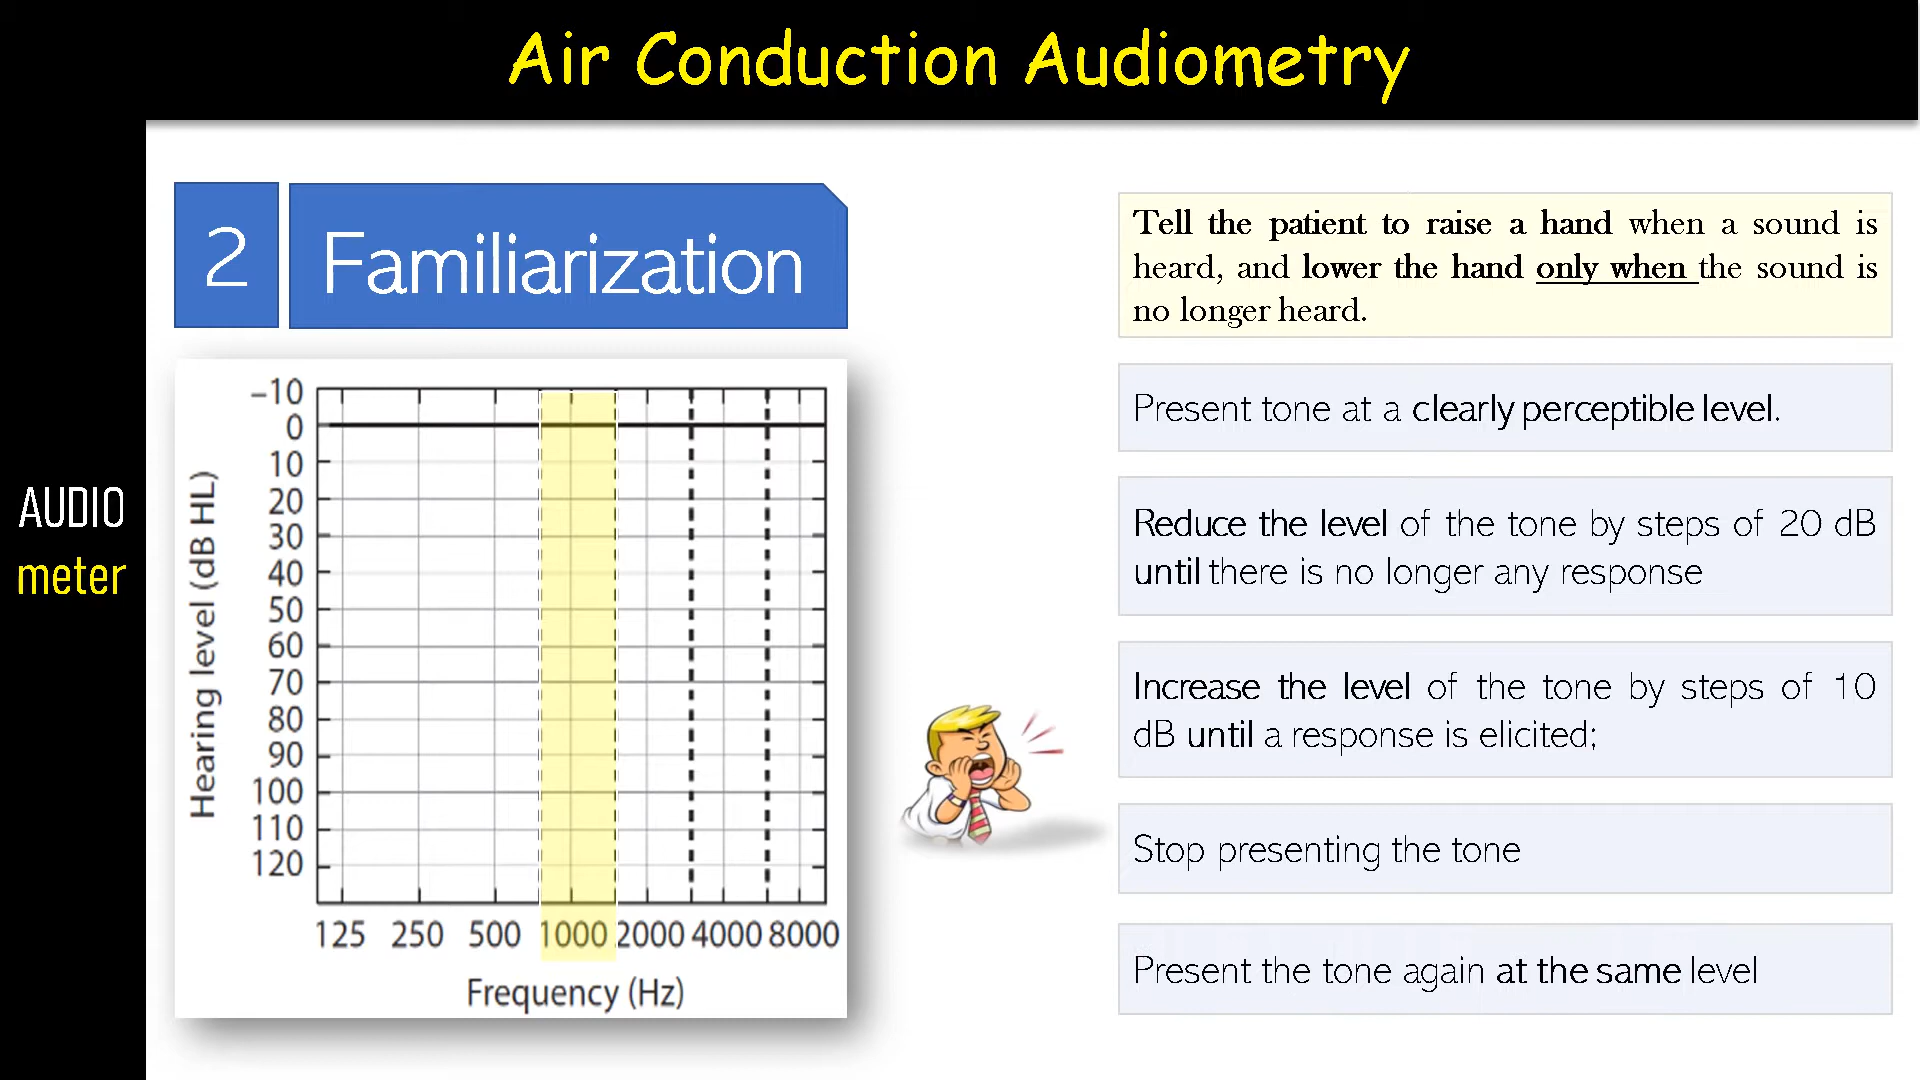 Air Conduction Audiometry
AUDIO
meter
2
Familiarization
–10
0
10
20
30
40
50
60
70
80
90
100
110
120
Hearing level (dB HL)
125 250 500 1000 2000 4000 8000
Frequency (Hz)
Tell the patient to raise a hand when a sound is
heard, and lower the hand only when the sound is
no longer heard.
Present tone at a clearly perceptible level.
Reduce the level of the tone by steps of 20 dB
until there is no longer any response
Increase the level of the tone by steps of 10
dB until a response is elicited;
Stop presenting the tone
Present the tone again at the same level